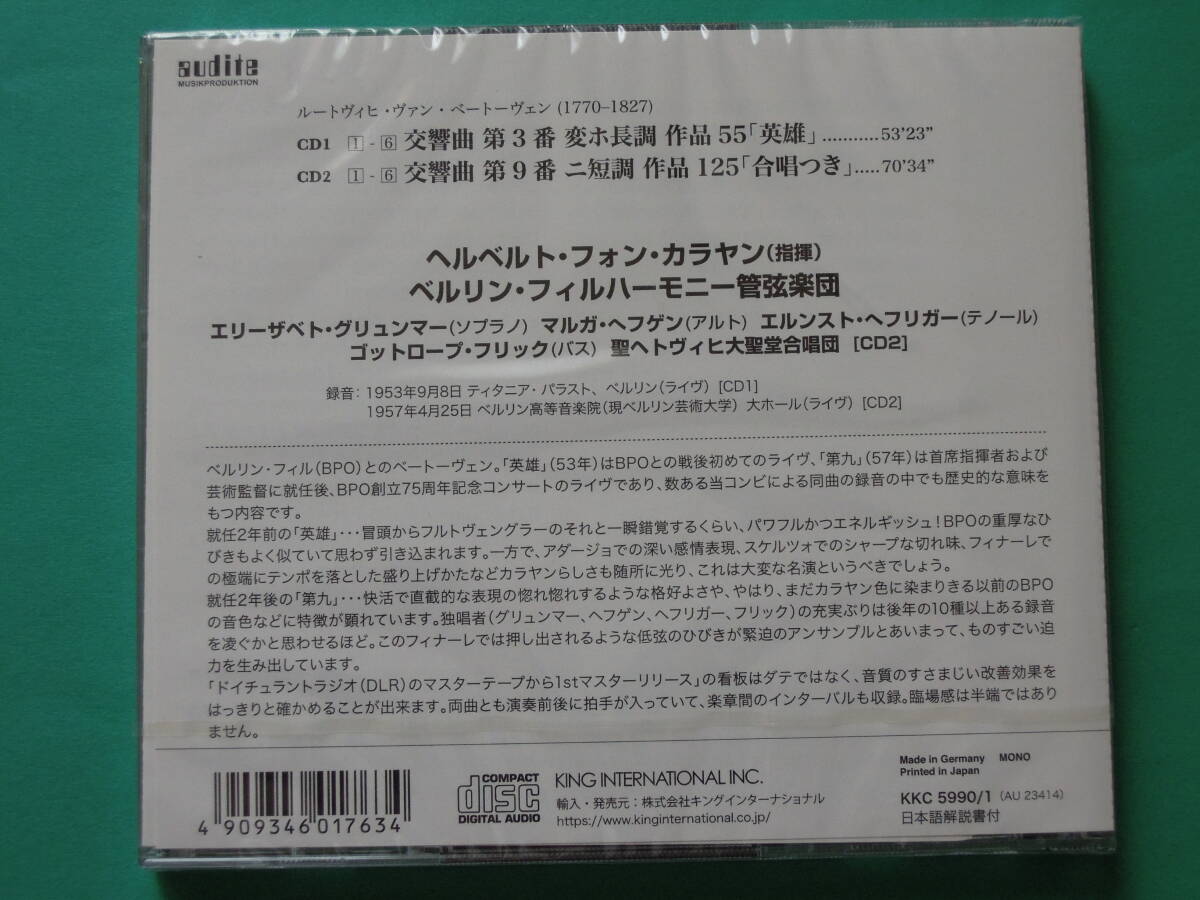 audite
MUSIKPRODUKTION
ルートヴィヒ・ヴァン・ベートーヴェン (1770–1827)
CD1 1 - 6 交響曲 第3番 変ホ長調 作品 55「英雄」...........53’23”
CD2 1 - 6 交響曲 第9番 ニ短調 作品 125「合唱つき」.....70’34”
ヘルベルト・フォン・カラヤン(指揮)
ベルリン・フィルハーモニー管弦楽団
エリーザベト・グリュンマー(ソプラノ) マルガ・ヘフゲン(アルト) エルンスト・ヘフリガー(テノール)
ゴットロープ・フリック(バス) 聖ヘトヴィヒ大聖堂合唱団 [CD2]
録音: 1953年9月8日 ティタニア・パラスト、ベルリン(ライヴ) [CD1]
1957年4月25日 ベルリン高等音楽院(現ベルリン芸術大学) 大ホール(ライヴ) [CD2]
ベルリン・フィル(BPO)とのベートーヴェン。「英雄」(53年)はBPOとの戦後初めてのライヴ、「第九」(57年)は首席指揮者および
芸術監督に就任後、BPO創立75周年記念コンサートのライヴであり、数ある当コンビによる同曲の録音の中でも歴史的な意味を
もつ内容です。
就任2年前の「英雄」・・・冒頭からフルトヴェングラーのそれと一瞬錯覚するくらい、パワフルかつエネルギッシュ!BPOの重厚なひ
びきもよく似ていて思わず引き込まれます。一方で、アダージョでの深い感情表現、スケルツォでのシャープな切れ味、フィナーレで
の極端にテンポを落とした盛り上げかたなどカラヤンらしさも随所に光り、これは大変な名演というべきでしょう。
就任2年後の「第九」・・・快活で直截的な表現の惚れ惚れするような格好よさや、やはり、まだカラヤン色に染まりきる以前のBPO
の音色などに特徴が顕れています。独唱者(グリュンマー、ヘフゲン、ヘフリガー、フリック)の充実ぶりは後年の10種以上ある録音
を凌ぐかと思わせるほど。このフィナーレでは押し出されるような低弦のひびきが緊迫のアンサンブルとあいまって、ものすごい迫
力を生み出しています。
「ドイチュラントラジオ(DLR)のマスターテープから1stマスターリリース」の看板はダテではなく、音質のすさまじい改善効果を
はっきりと確かめることが出来ます。両曲とも演奏前後に拍手が入っていて、楽章間のインターバルも収録。臨場感は半端ではあり
ません。
4 909346 017634
COMPACT
disc
DIGITAL AUDIO
KING INTERNATIONAL INC.
輸入・発売元:株式会社キングインターナショナル
https://www.kinginternational.co.jp/
Made in Germany MONO
Printed in Japan
KKC 5990/1 (AU 23414)
日本語解説書付